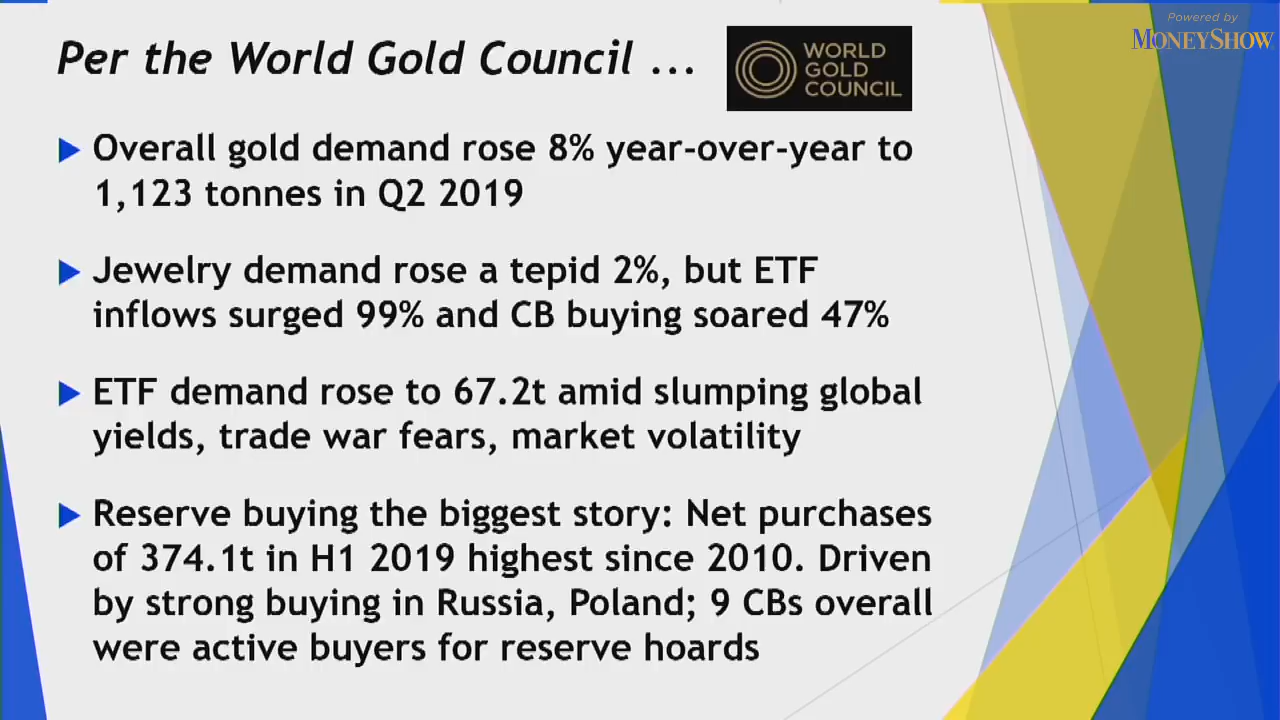 Powered by
MONEYSHOW
Per the World Gold Council ...
WORLD
GOLD
COUNCIL
Overall gold demand rose 8% year-over-year to
1,123 tonnes in Q2 2019
Jewelry demand rose a tepid 2%, but ETF
inflows surged 99% and CB buying soared 47%
ETF demand rose to 67.2t amid slumping global
yields, trade war fears, market volatility
Reserve buying the biggest story: Net purchases
of 374.1t in H1 2019 highest since 2010. Driven
by strong buying in Russia, Poland; 9 CBs overall
were active buyers for reserve hoards